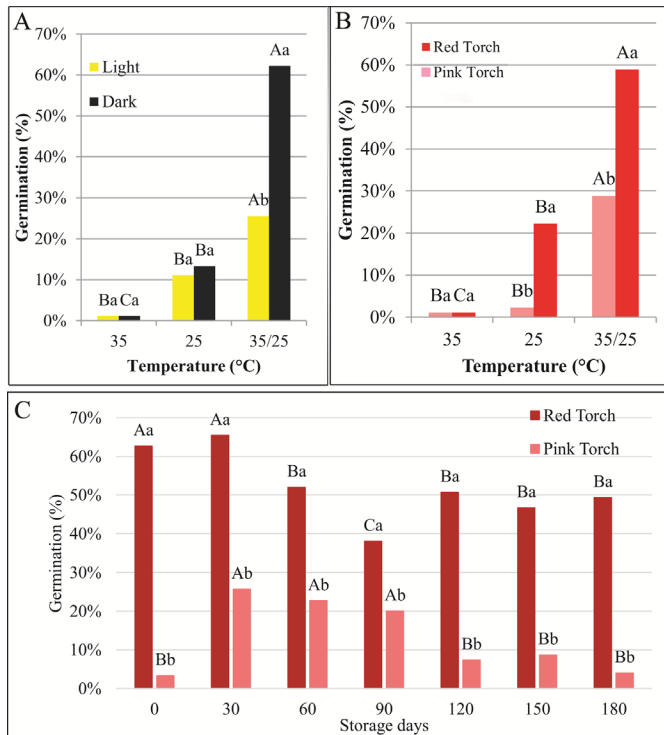 A
70%
60%
50%
40%
30%
20%
10%
0%
Germination (%)
Light
Dark
Ba Ca
Ba Ba
Ab Aa
35 25 35/25
Temperature (°C)
B
70%
60%
50%
40%
30%
20%
10%
0%
Germination (%)
Red Torch
Pink Torch
Ba Ca
Bb Ba
Ab Aa
35 25 35/25
Temperature (°C)
C
70%
60%
50%
40%
30%
20%
10%
0%
Germination (%)
Red Torch
Pink Torch
Aa Bb
Aa Ab
Ba Ab
Ca Ab
Ba Bb
Ba Bb
Ba Bb
0 30 60 90 120 150 180
Storage days